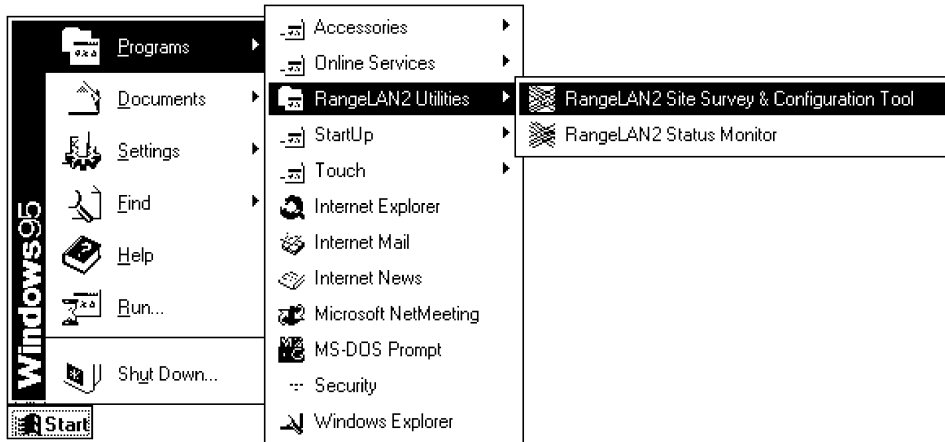 Programs
Documents
Settings
Find
Help
Run...
Shut Down...
Windows95
Start
Accessories
Online Services
RangeLAN2 Utilities
StartUp
Touch
Internet Explorer
Internet Mail
Internet News
Microsoft NetMeeting
MS-DOS Prompt
Security
Windows Explorer
RangeLAN2 Site Survey & Configuration Tool
RangeLAN2 Status Monitor